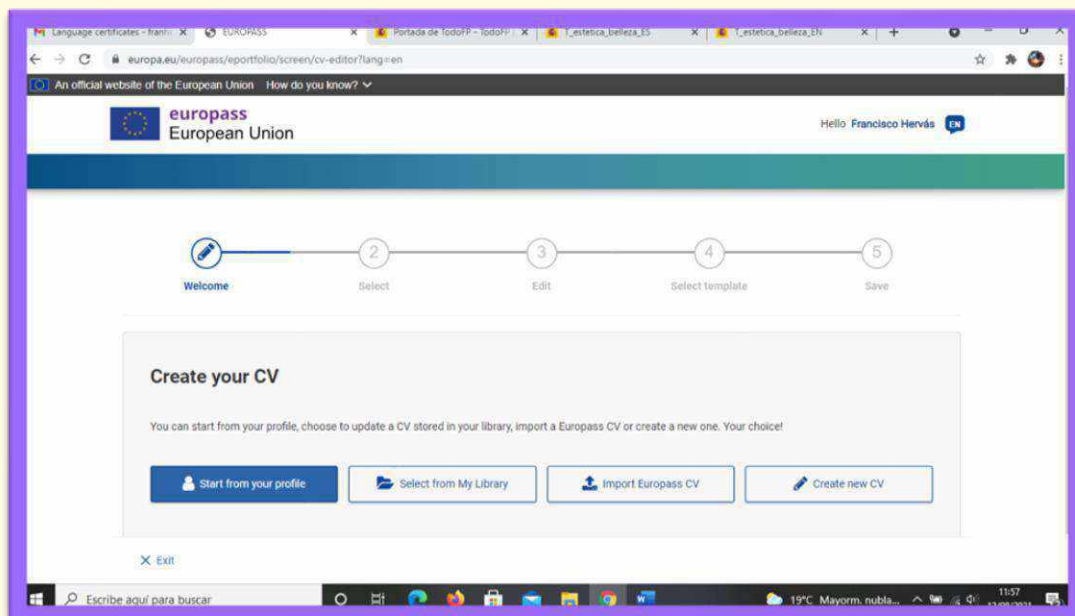 Language certificates - franh
EUROPASS
Portada de TodoFP - TodoFP
T_estetica_belleza_ES
T_estetica_belleza_EN
europa.eu/europass/eportfolio/screen/cv-editor?lang=en
An official website of the European Union How do you know?
europass
European Union
Hello Francisco Hervás EN
2
3
4
5
Welcome
Select
Edit
Select template
Save
Create your CV
You can start from your profile, choose to update a CV stored in your library, import a Europass CV or create a new one. Your choice!
Start from your profile
Select from My Library
Import Europass CV
Create new CV
Exit
Escribe aquí para buscar
19°C Mayorm. nubla...
11:57